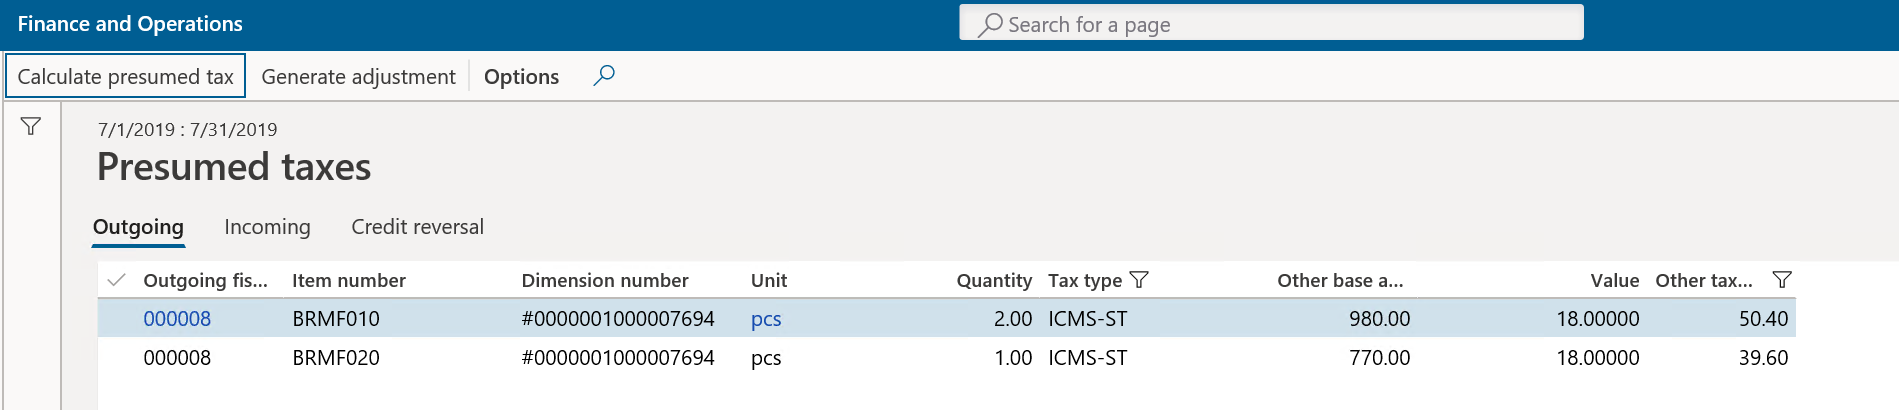 Finance and Operations Search for a page
Calculate presumed tax Generate adjustment Options
7/1/2019 : 7/31/2019
Presumed taxes
Outgoing Incoming Credit reversal
Outgoing fis... Item number Dimension number Unit Quantity Tax type Other base a... Value Other tax...
000008 BRMF010 #0000001000007694 pcs 2.00 ICMS-ST 980.00 18.00000 50.40
000008 BRMF020 #0000001000007694 pcs 1.00 ICMS-ST 770.00 18.00000 39.60